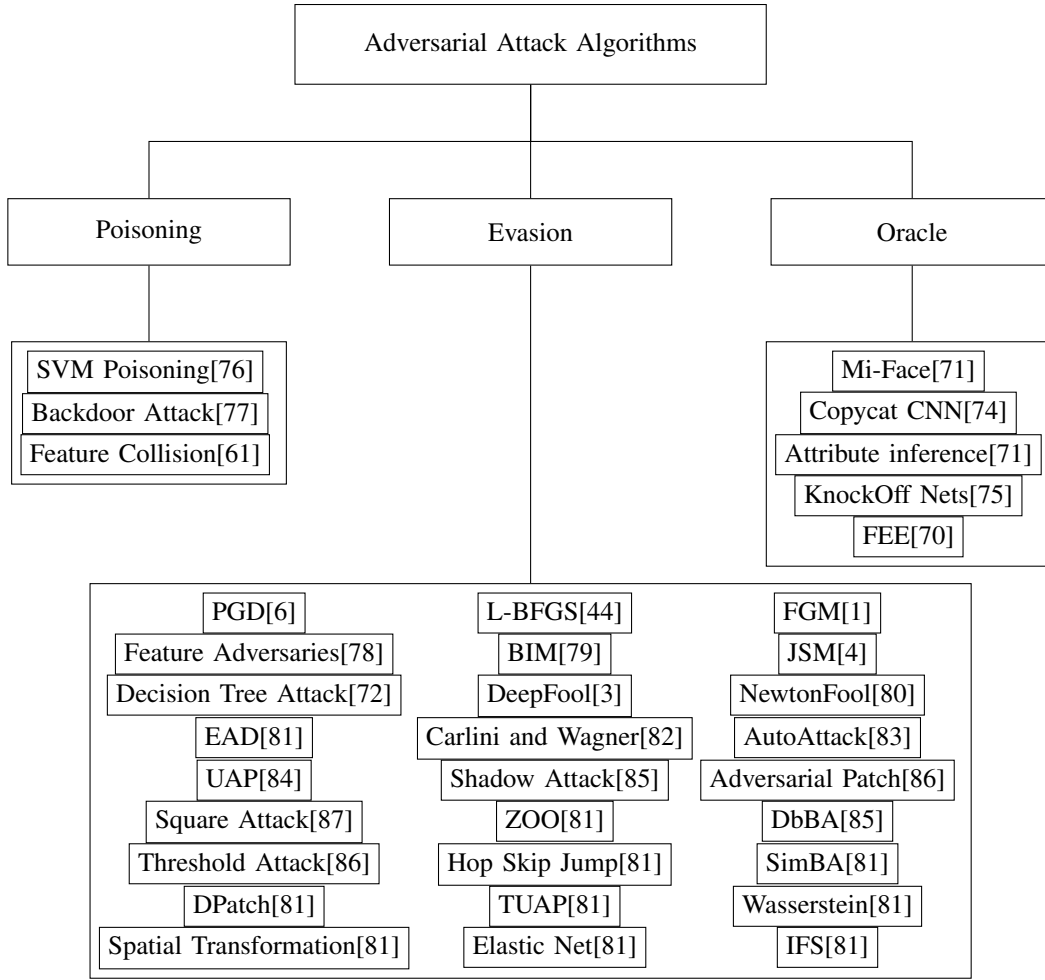 Adversarial Attack Algorithms
Poisoning
Evasion
Oracle
SVM Poisoning[76]
Backdoor Attack[77]
Feature Collision[61]
Mi-Face[71]
Copycat CNN[74]
Attribute inference[71]
KnockOff Nets[75]
FEE[70]
PGD[6]
L-BFGS[44]
FGM[1]
Feature Adversaries[78]
BIM[79]
JSM[4]
Decision Tree Attack[72]
DeepFool[3]
NewtonFool[80]
EAD[81]
Carlini and Wagner[82]
AutoAttack[83]
UAP[84]
Shadow Attack[85]
Adversarial Patch[86]
Square Attack[87]
ZOO[81]
DbBA[85]
Threshold Attack[86]
Hop Skip Jump[81]
SimBA[81]
DPatch[81]
TUAP[81]
Wasserstein[81]
Spatial Transformation[81]
Elastic Net[81]
IFS[81]